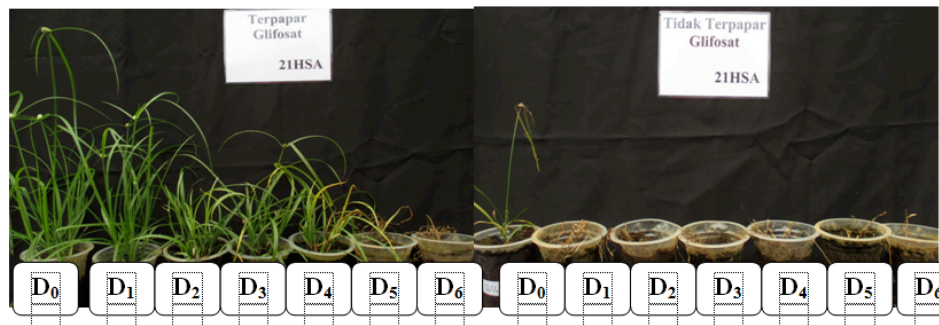 Terpapar
Glifosat
21HSA
Tidak Terpapar
Glifosat
21HSA
D₀ D₁ D₂ D₃ D₄ D₅ D₆ D₀ D₁ D₂ D₃ D₄ D₅ D₆